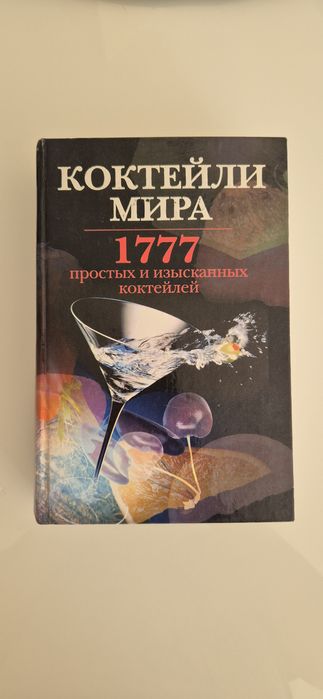 КОКТЕЙЛИ
МИРА
1777
простых и изысканных
коктейлей